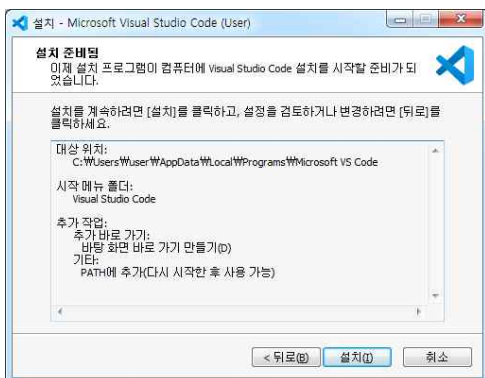 설치 - Microsoft Visual Studio Code (User)
설치 준비됨
이제 설치 프로그램이 컴퓨터에 Visual Studio Code 설치를 시작할 준비가 되
었습니다.
설치를 계속하려면 [설치]를 클릭하고, 설정을 검토하거나 변경하려면 [뒤로]를
클릭하세요.
대상 위치:
C:₩Users₩user₩AppData₩Local₩Programs₩Microsoft VS Code
시작 메뉴 폴더:
Visual Studio Code
추가 작업:
추가 바로 가기:
바탕 화면 바로 가기 만들기(D)
기타:
PATH에 추가(다시 시작한 후 사용 가능)
< 뒤로(B) 설치(I) 취소